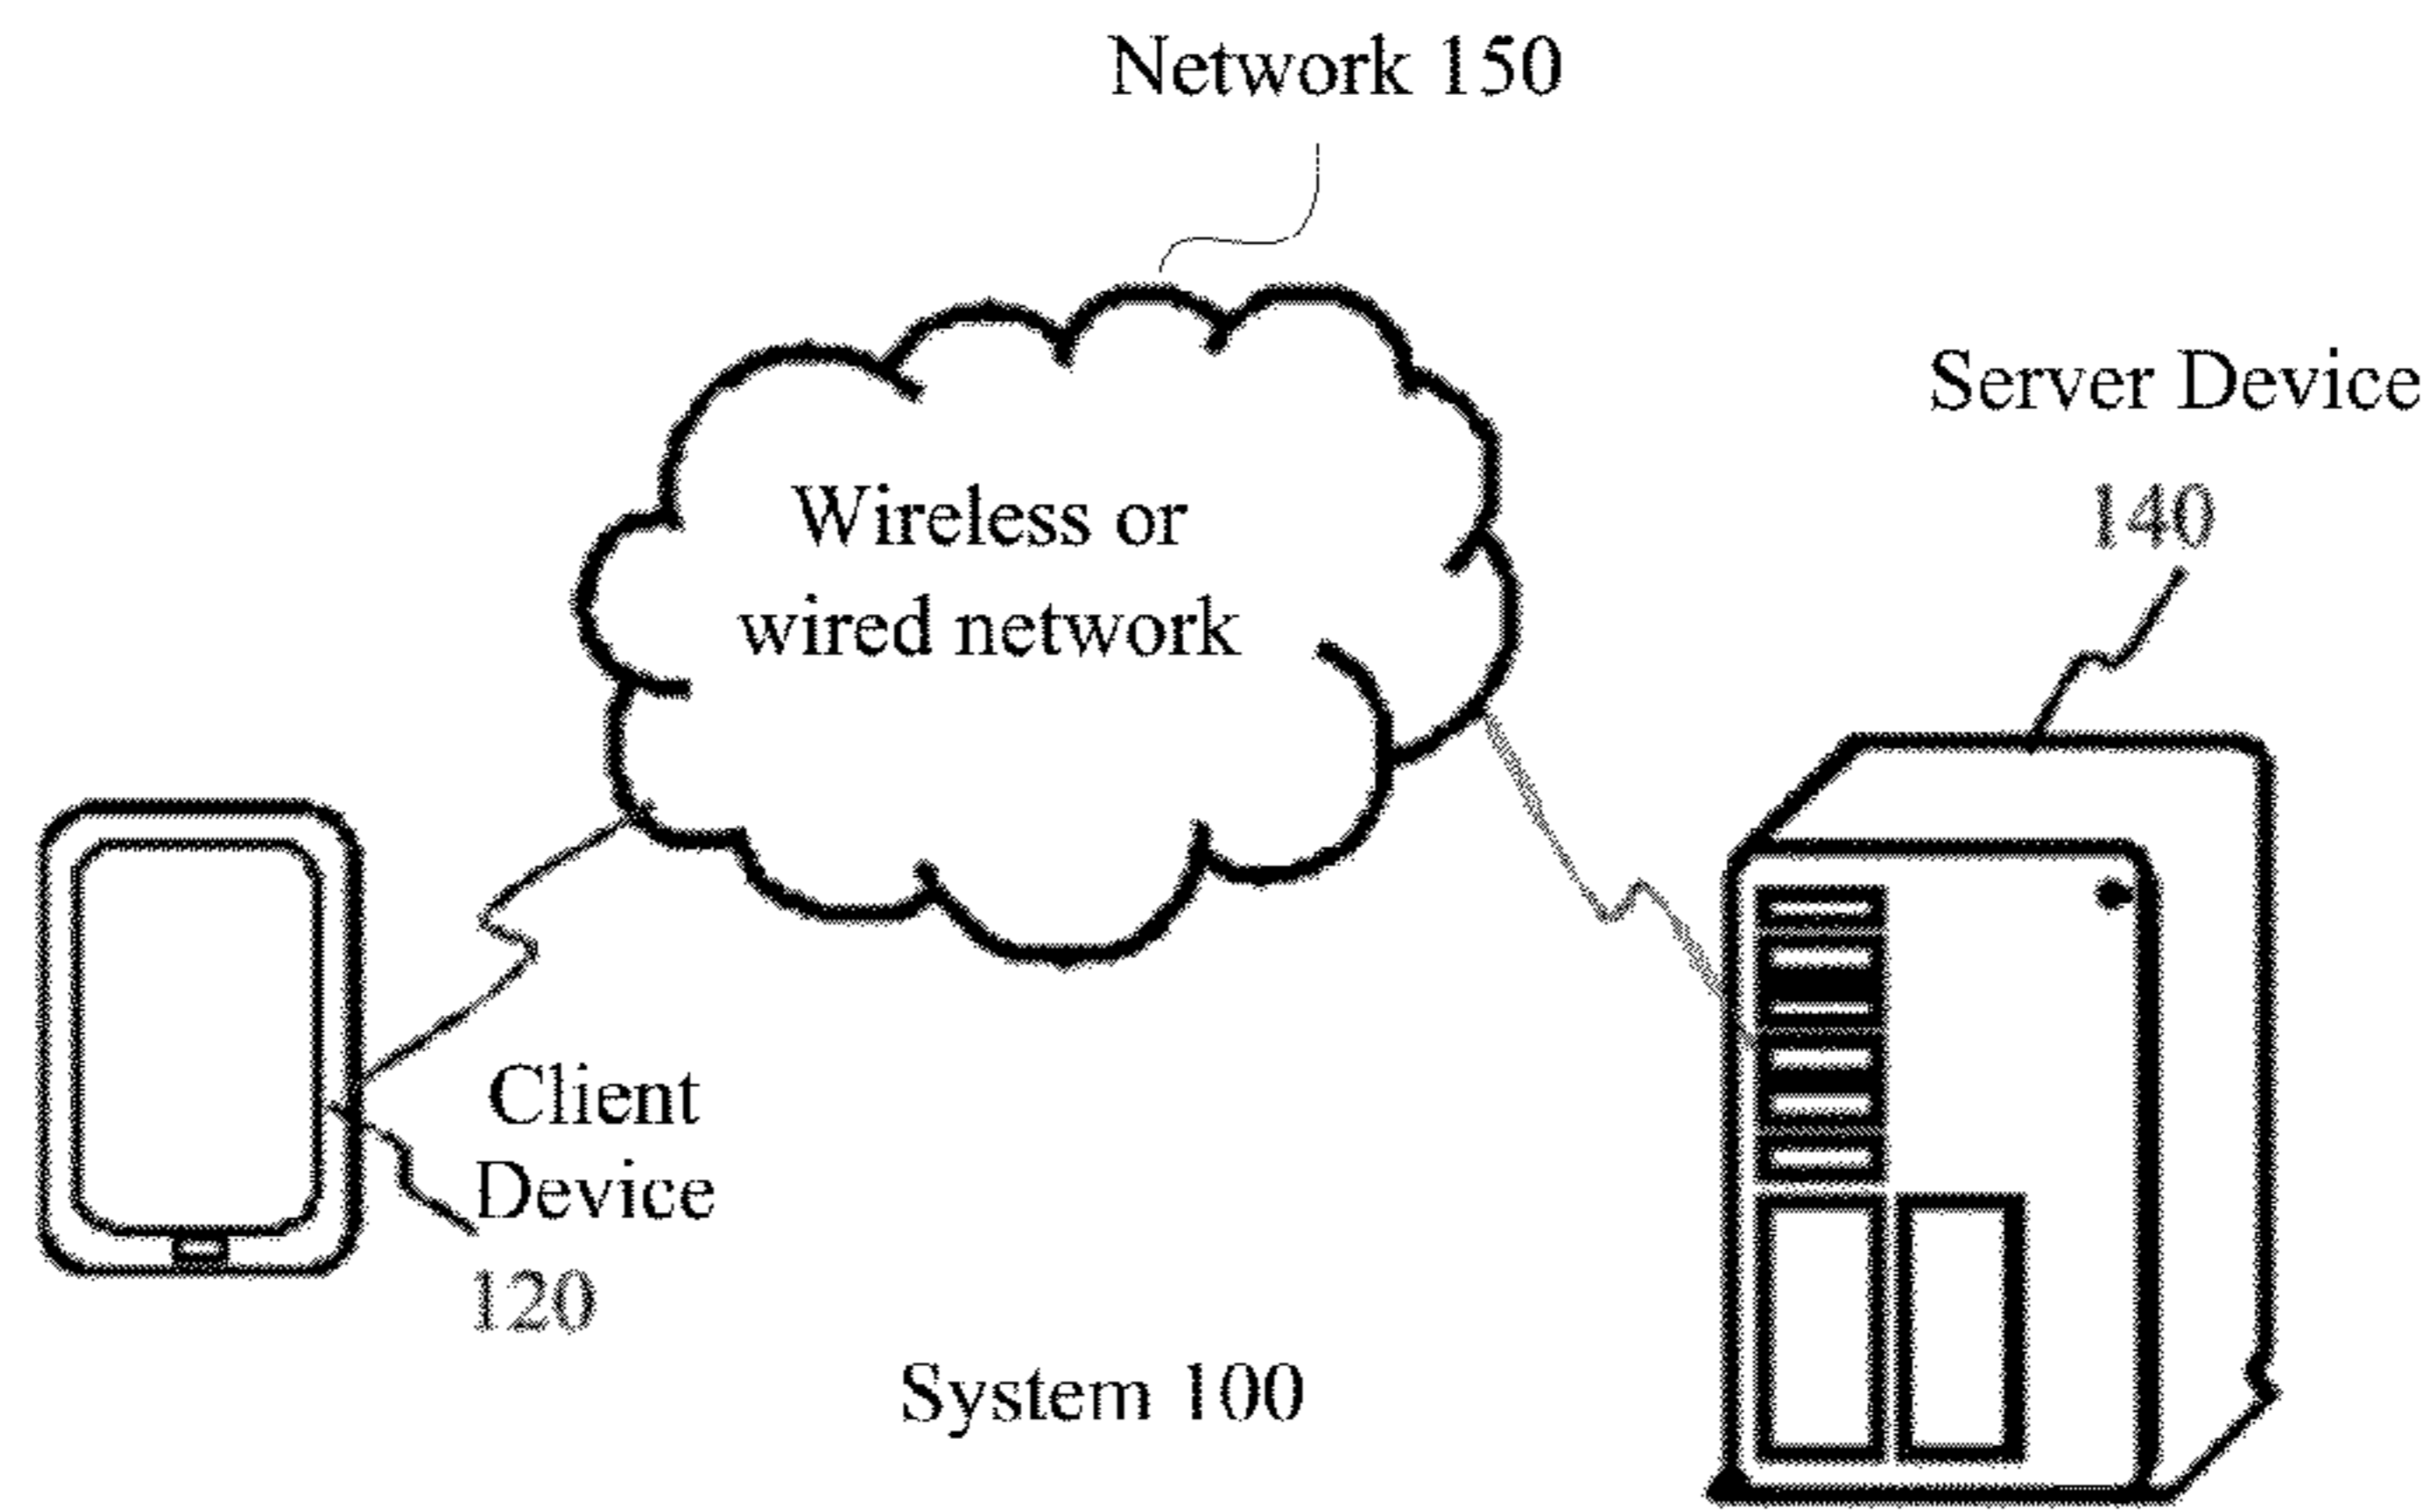 Network 150
Server Device
140
Wireless or
wired network
Client
Device
120
System 100